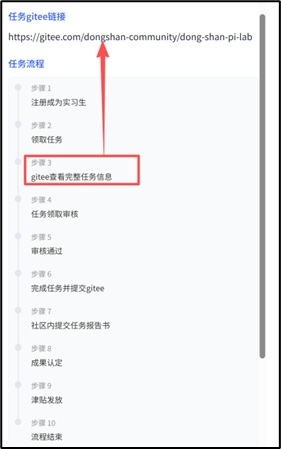 任务gitee链接
https://gitee.com/dongshan-community/dong-shan-pi-lab
任务流程
步骤 1
注册成为实习生
步骤 2
领取任务
步骤 3
gitee查看完整任务信息
步骤 4
任务领取审核
步骤 5
审核通过
步骤 6
完成任务并提交gitee
步骤 7
社区内提交任务报告书
步骤 8
成果认定
步骤 9
津贴发放
步骤 10
流程结束